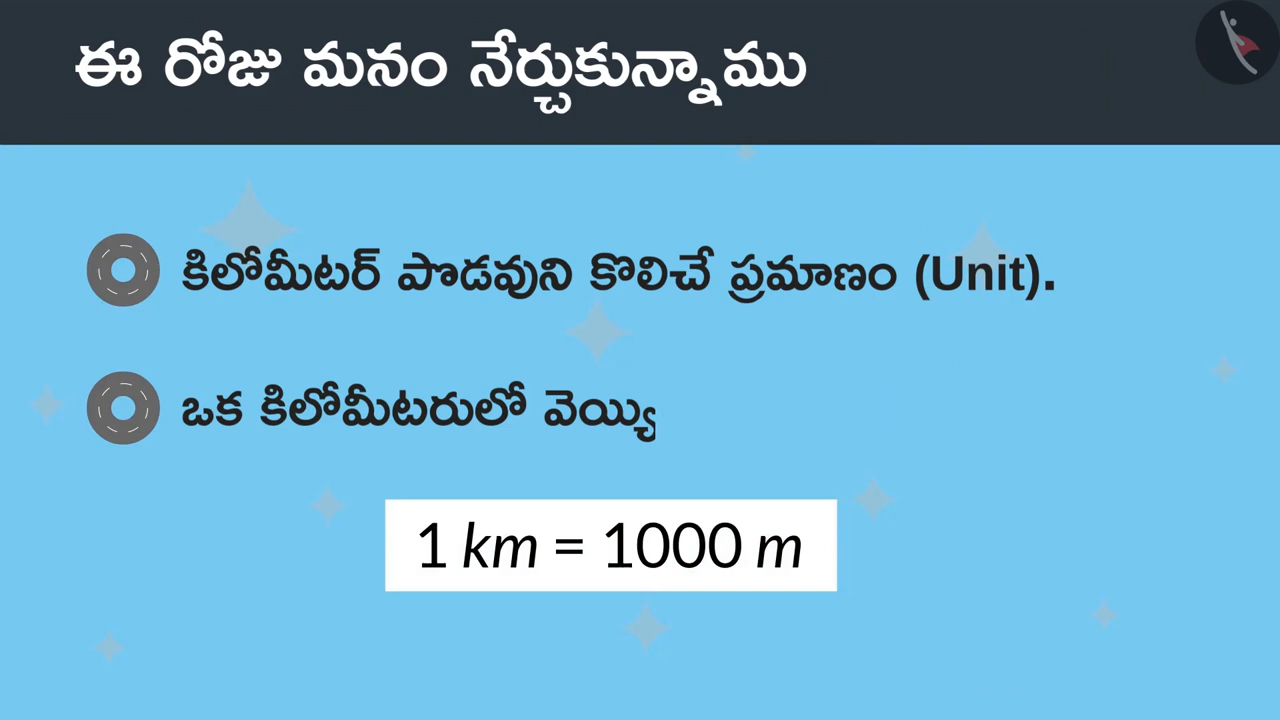 ఈ రోజు మనం నేర్చుకున్నాము
కిలోమీటర్ పొడవుని కొలిచే ప్రమాణం (Unit).
ఒక కిలోమీటరులో వెయ్యి
1 km = 1000 m